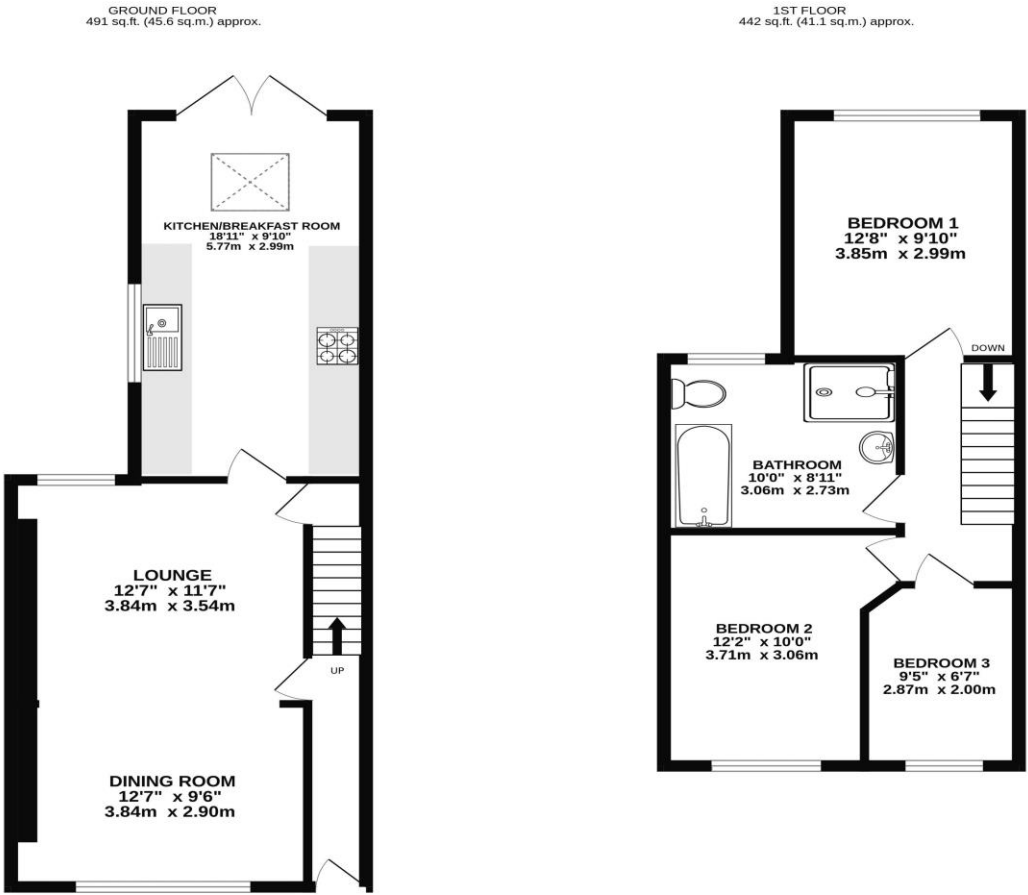 GROUND FLOOR
491 sq.ft. (45.6 sq.m.) approx.
1ST FLOOR
442 sq.ft. (41.1 sq.m.) approx.
KITCHEN/BREAKFAST ROOM
18'11" x 9'10"
5.77m x 2.99m
LOUNGE
12'7" x 11'7"
3.84m x 3.54m
UP
DINING ROOM
12'7" x 9'6"
3.84m x 2.90m
BEDROOM 1
12'8" x 9'10"
3.85m x 2.99m
DOWN
BATHROOM
10'0" x 8'11"
3.06m x 2.73m
BEDROOM 2
12'2" x 10'0"
3.71m x 3.06m
BEDROOM 3
9'5" x 6'7"
2.87m x 2.00m